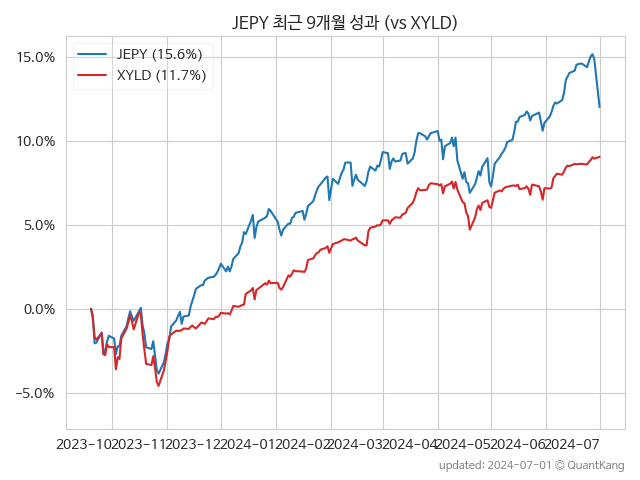 JEPY 최근 9개월 성과 (vs XYLD)
JEPY (15.6%)
XYLD (11.7%)
15.0%
10.0%
5.0%
0.0%
−5.0%
2023-10 2023-11 2023-12 2024-01 2024-02 2024-03 2024-04 2024-05 2024-06 2024-07
updated: 2024-07-01 © QuantKang